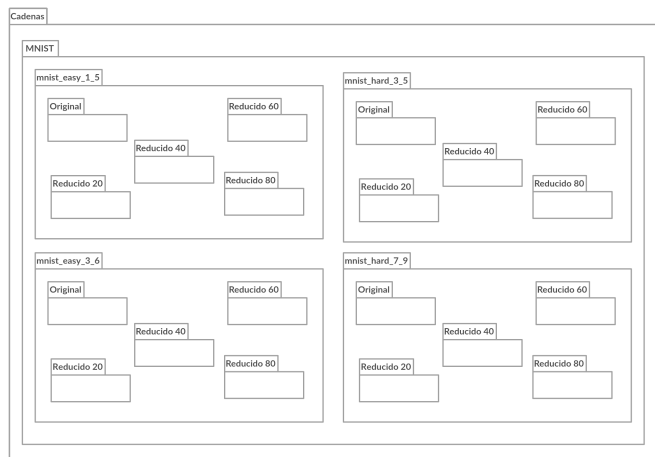 Cadenas
MNIST
mnist_easy_1_5
Original
Reducido 60
Reducido 40
Reducido 20
Reducido 80
mnist_hard_3_5
Original
Reducido 60
Reducido 40
Reducido 20
Reducido 80
mnist_easy_3_6
Original
Reducido 60
Reducido 40
Reducido 20
Reducido 80
mnist_hard_7_9
Original
Reducido 60
Reducido 40
Reducido 20
Reducido 80